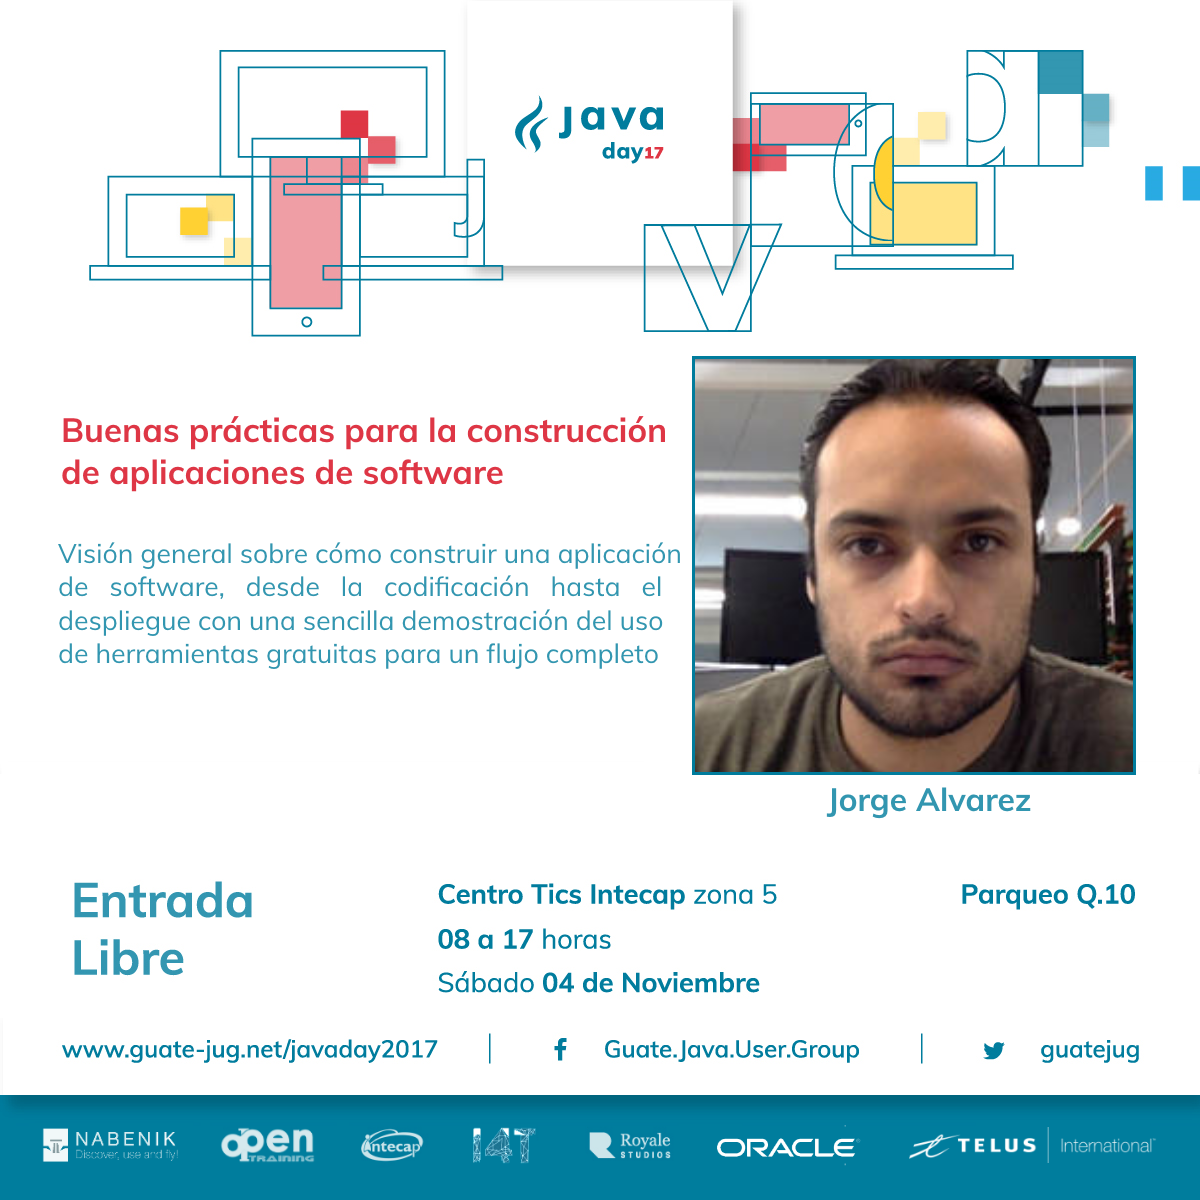 Java
day17
Buenas prácticas para la construcción
de aplicaciones de software
Visión general sobre cómo construir una aplicación
de software, desde la codificación hasta el
despliegue con una sencilla demostración del uso
de herramientas gratuitas para un flujo completo
Jorge Alvarez
Entrada
Libre
Centro Tics Intecap zona 5
08 a 17 horas
Sábado 04 de Noviembre
Parqueo Q.10
www.guate-jug.net/javaday2017
Guate.Java.User.Group
guatejug
NABENIK
Discover, use and fly!
open
TRAINING
intecap
I4T
Royale
STUDIOS
ORACLE
TELUS International